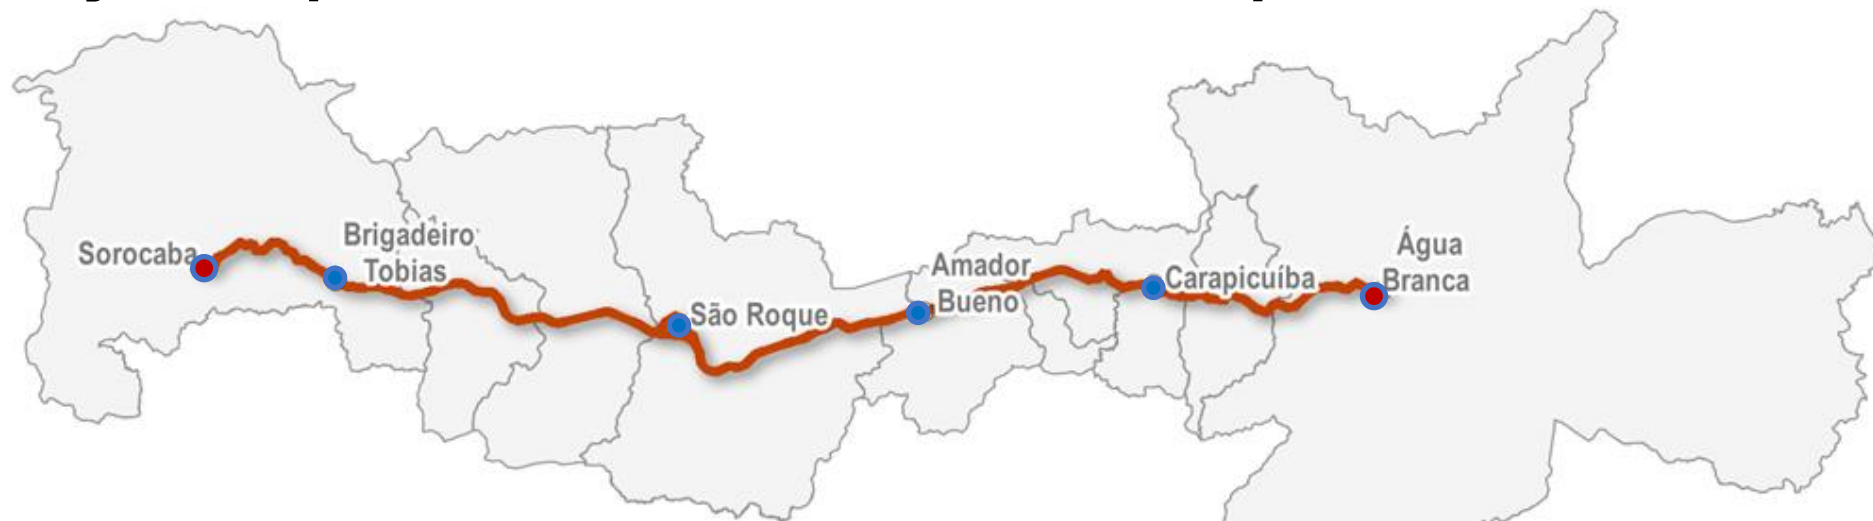 Sorocaba
Brigadeiro
Tobias
São Roque
Amador
Bueno
Carapicuíba
Água
Branca